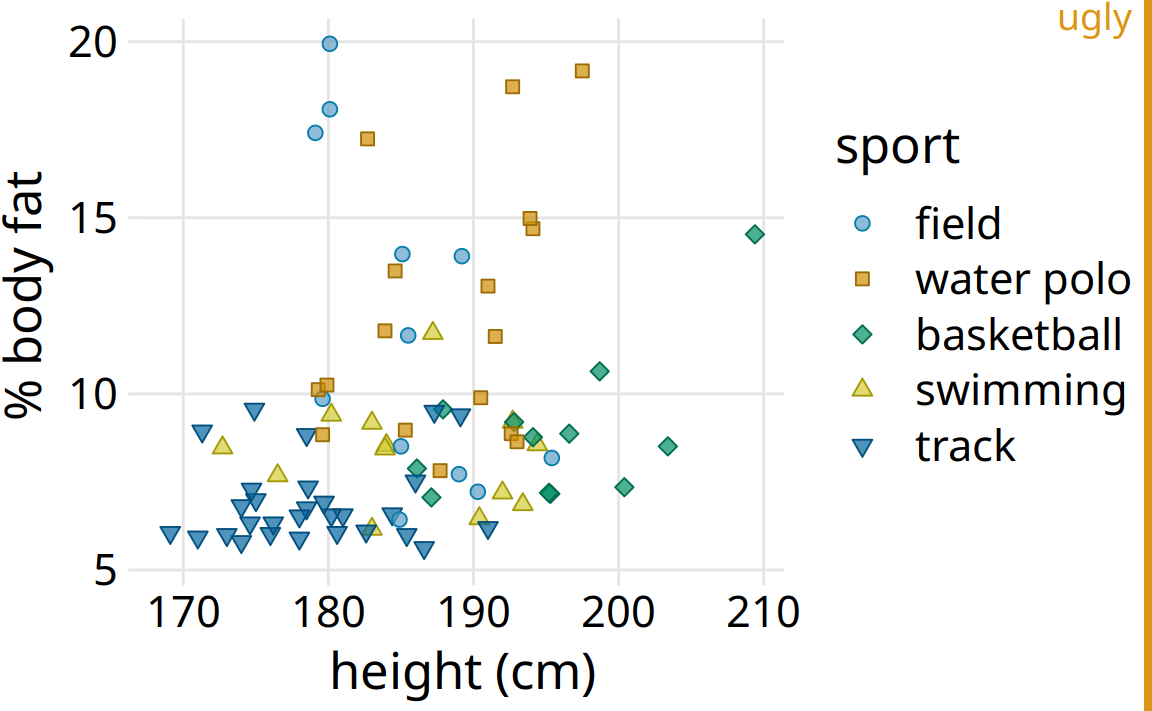 ugly
20
15
10
5
% body fat
170 180 190 200 210
height (cm)
sport
field
water polo
basketball
swimming
track